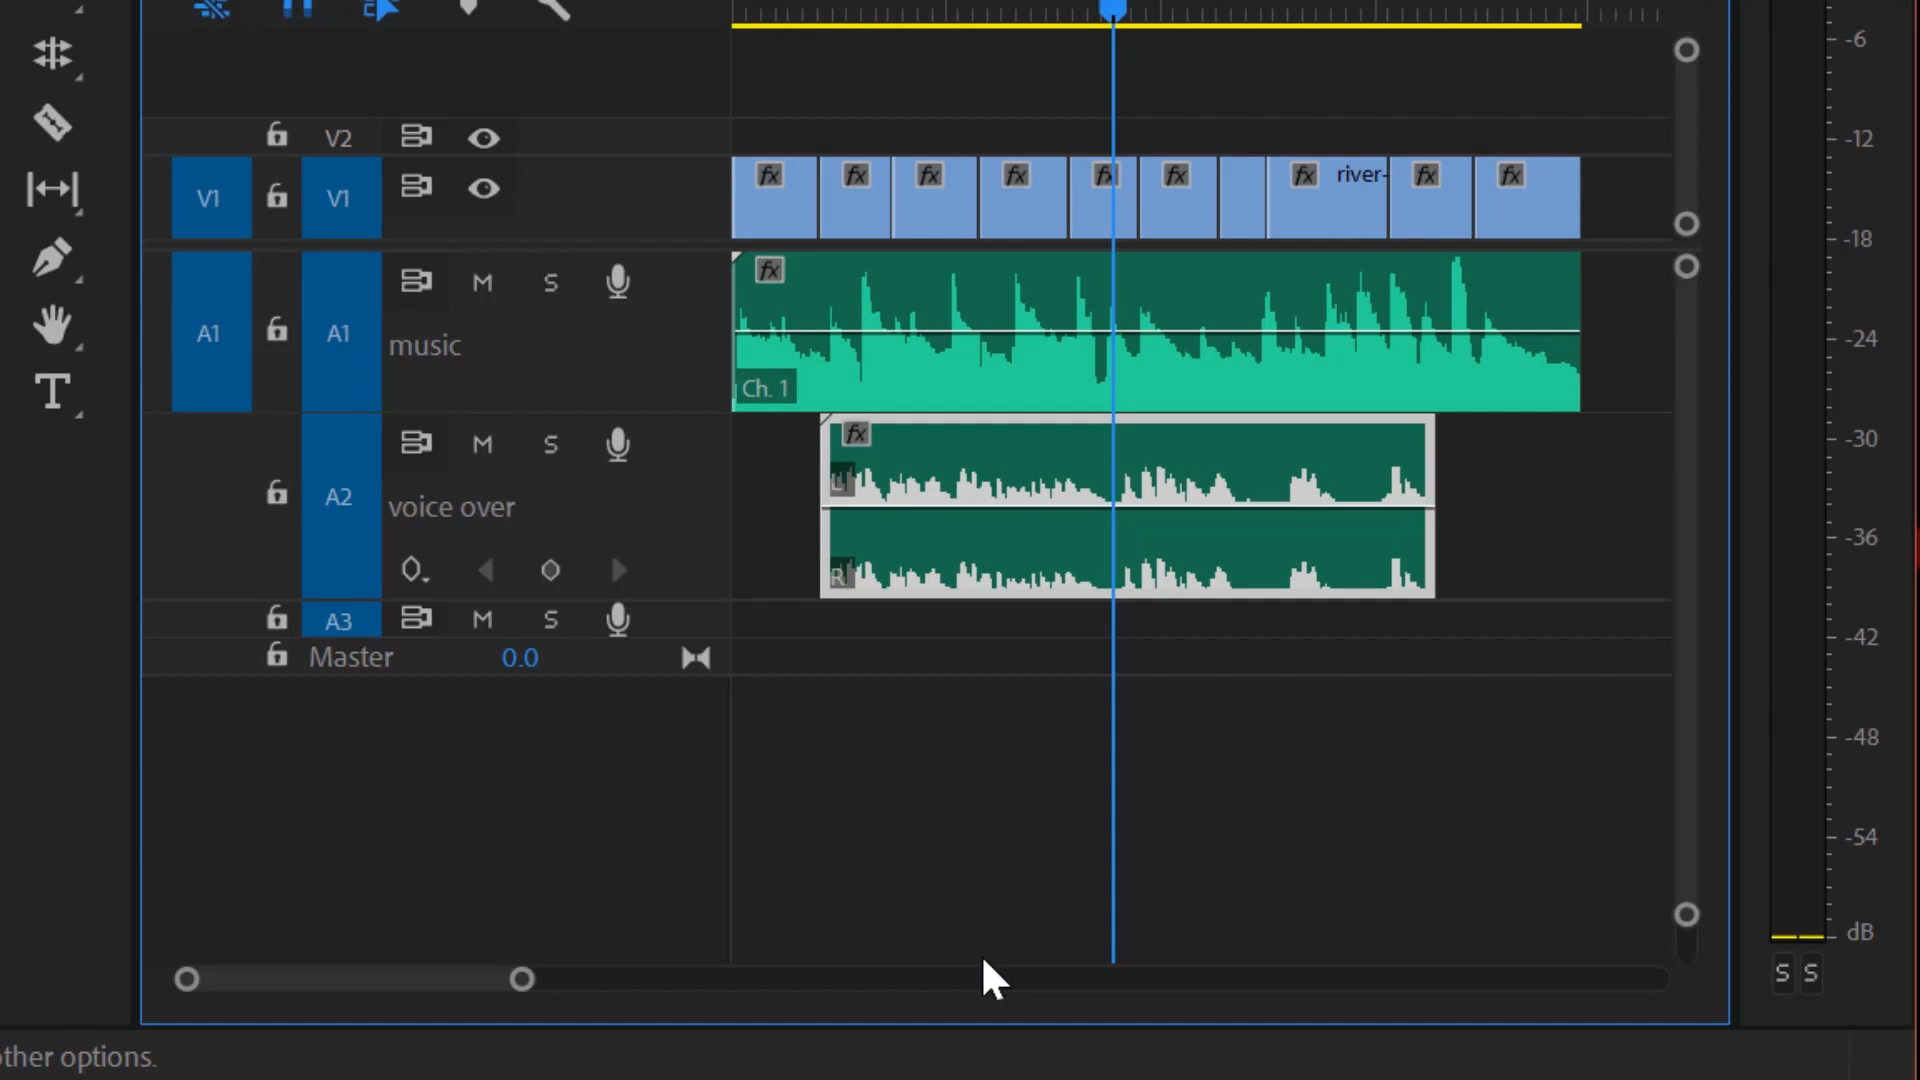 -6
V2
-12
V1 V1
fx fx fx fx fx fx fx river- fx fx
-18
A1 A1 M S
music
fx
Ch. 1
-24
A2 M S
voice over
fx
L
R
-30
-36
A3 M S
Master 0.0
-42
-48
-54
dB
S S
other options.